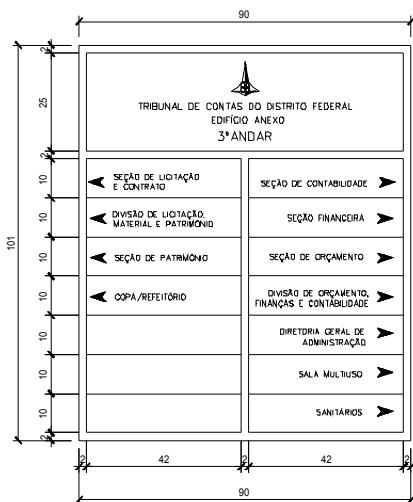 90
2
25
2
10
10
10
10
10
10
10
2
101
TRIBUNAL DE CONTAS DO DISTRITO FEDERAL
EDIFÍCIO ANEXO
3º ANDAR
SEÇÃO DE LICITAÇÃO
E CONTRATO
DIVISÃO DE LICITAÇÃO,
MATERIAL E PATRIMÔNIO
SEÇÃO DE PATRIMÔNIO
COPA/REFEITÓRIO
SEÇÃO DE CONTABILIDADE
SEÇÃO FINANCEIRA
SEÇÃO DE ORÇAMENTO
DIVISÃO DE ORÇAMENTO,
FINANÇAS E CONTABILIDADE
DIRETORIA GERAL DE
ADMINISTRAÇÃO
SALA MULTIUSO
SANITÁRIOS
2 42 2 42 2
90